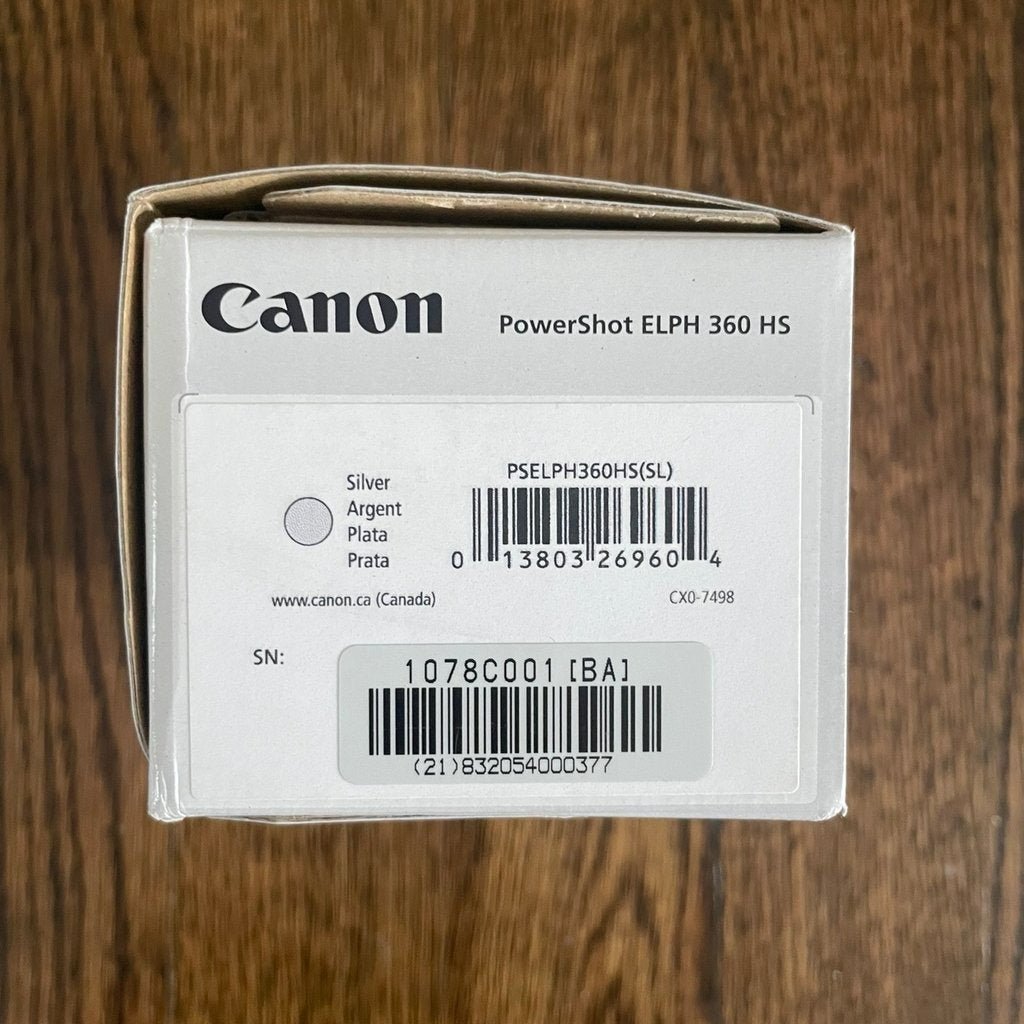 Canon
PowerShot ELPH 360 HS
Silver
Argent
Plata
Prata
PSELPH360HS(SL)
0 13803 26960 4
www.canon.ca (Canada)
CX0-7498
SN:
1078C001 [BA]
(21)832054000377